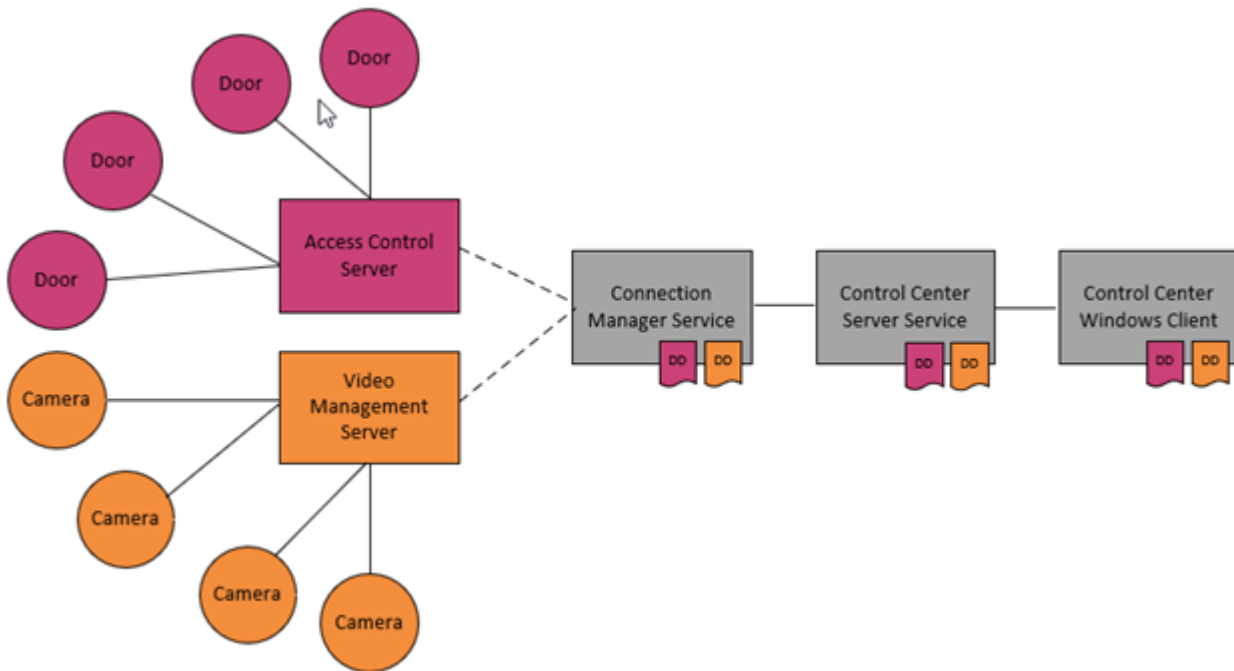 Door
Door
Door
Door
Access Control
Server
Connection
Manager Service
DD
DD
Control Center
Server Service
DD
DD
Control Center
Windows Client
DD
DD
Video
Management
Server
Camera
Camera
Camera
Camera